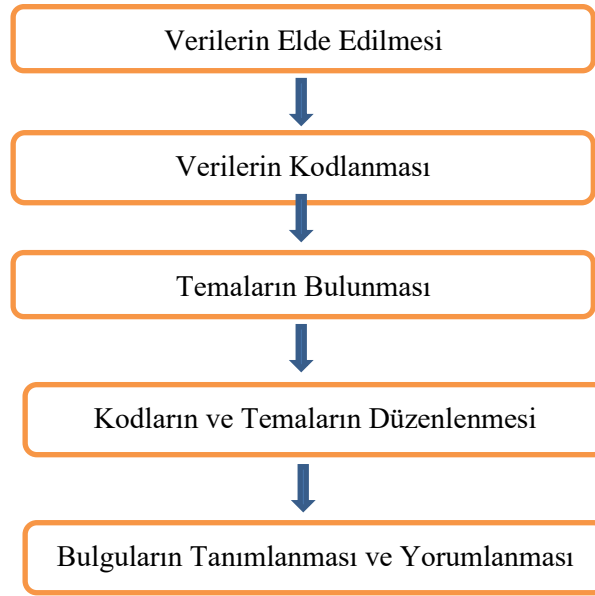 Verilerin Elde Edilmesi
Verilerin Kodlanması
Temaların Bulunması
Kodların ve Temaların Düzenlenmesi
Bulguların Tanımlanması ve Yorumlanması